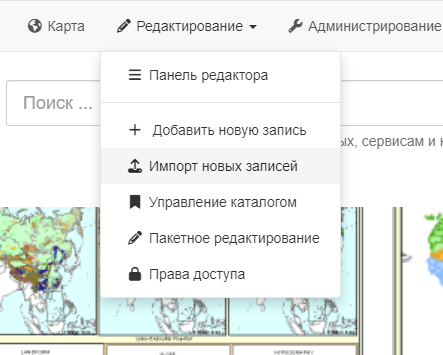 Карта
Редактирование
Администрирование
Панель редактора
Поиск ...
Добавить новую запись
ых, сервисам и н
Импорт новых записей
Управление каталогом
Пакетное редактирование
Права доступа